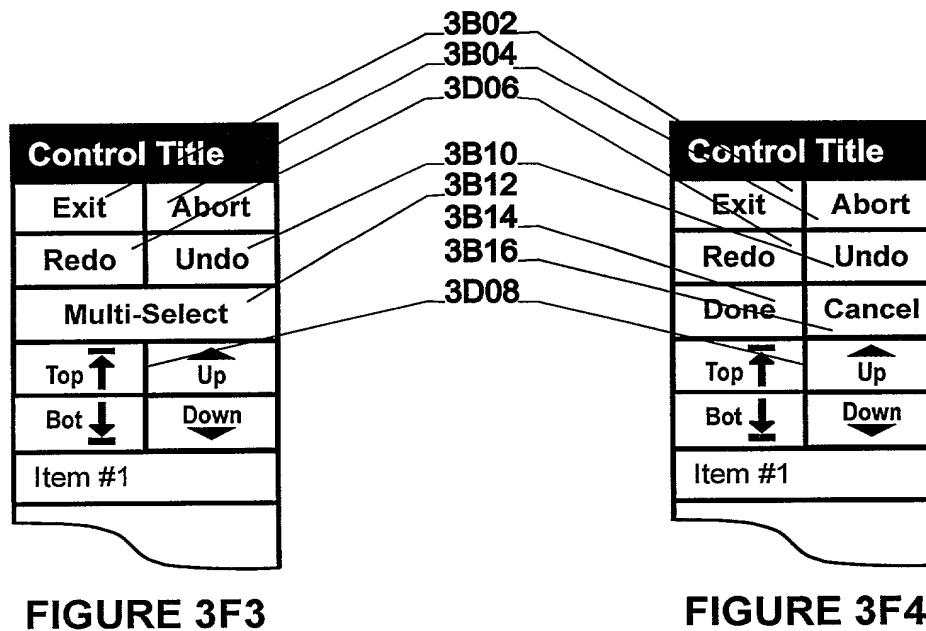 3B02
3B04
3D06
3B10
3B12
3B14
3B16
3D08
Control Title
Exit Abort
Redo Undo
Multi-Select
Top Up
Bot Down
Item #1
FIGURE 3F3
Control Title
Exit Abort
Redo Undo
Done Cancel
Top Up
Bot Down
Item #1
FIGURE 3F4